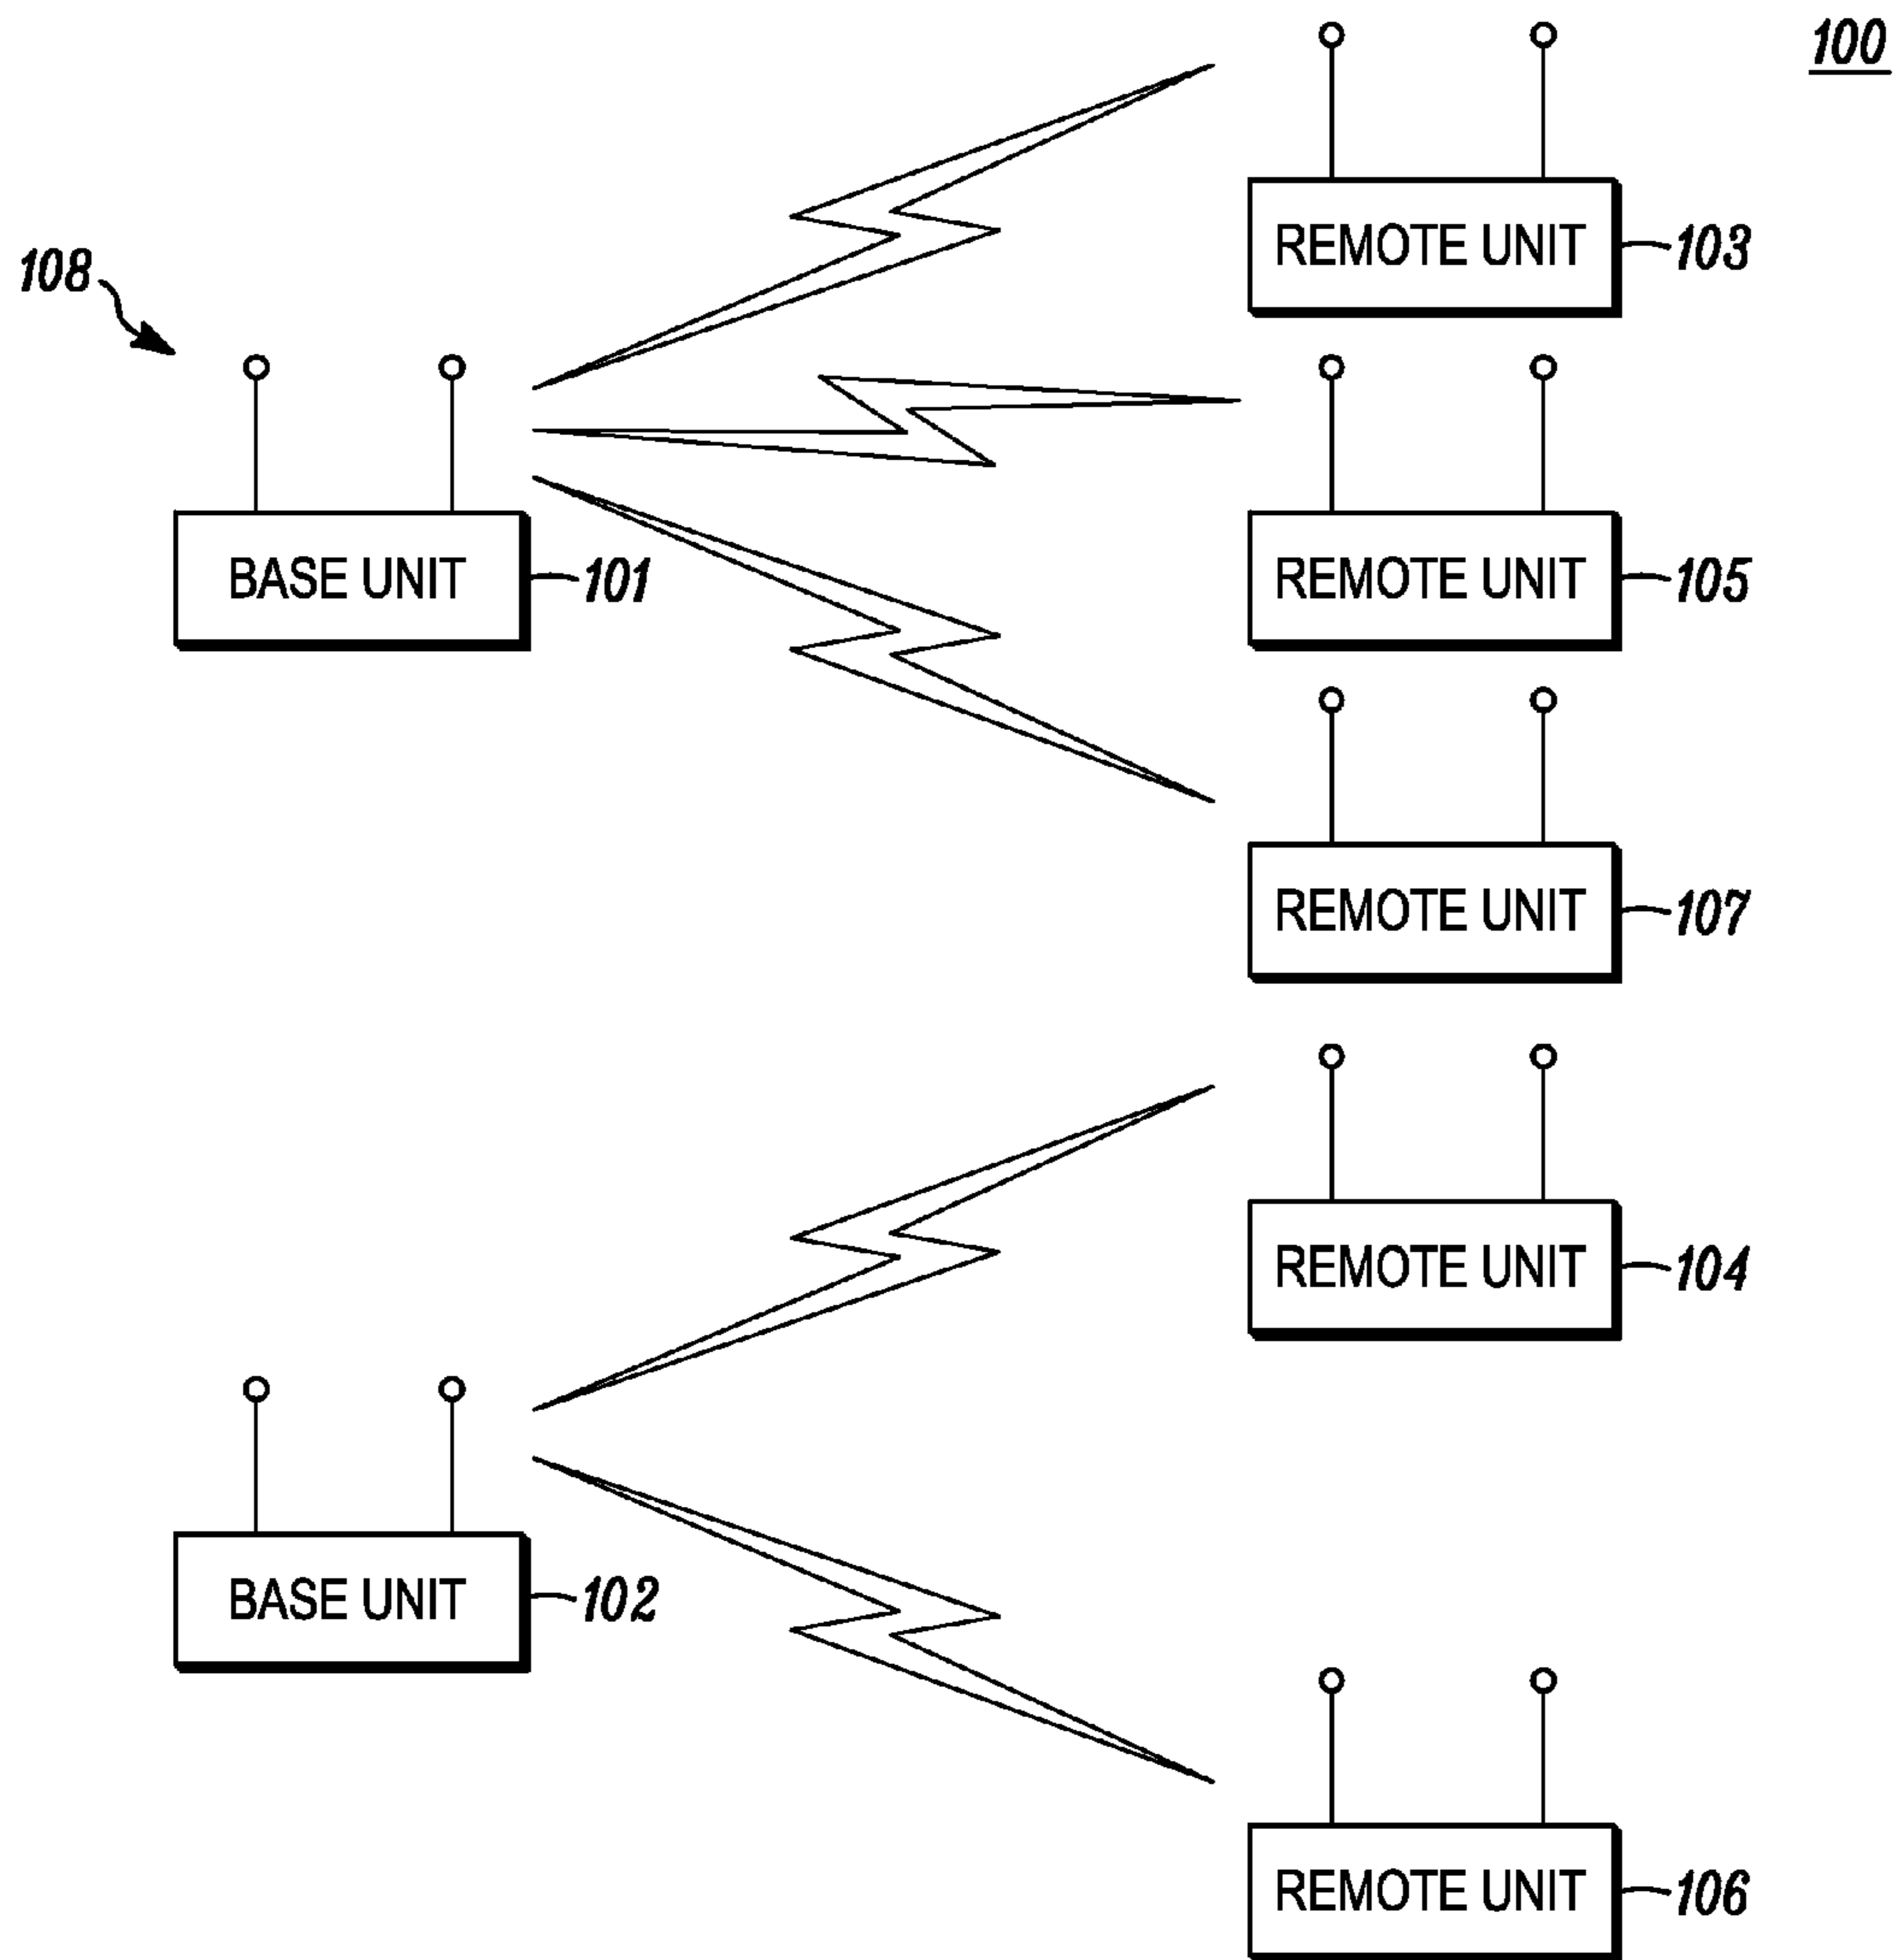 100
REMOTE UNIT 103
108
BASE UNIT 101
REMOTE UNIT 105
REMOTE UNIT 107
REMOTE UNIT 104
BASE UNIT 102
REMOTE UNIT 106